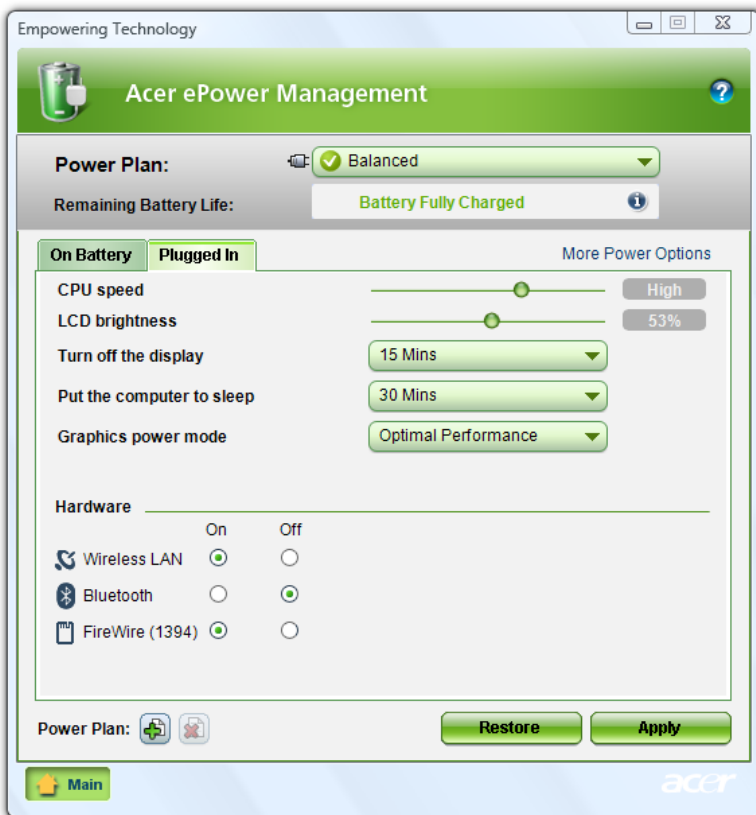 Empowering Technology
Acer ePower Management
Power Plan: Balanced
Remaining Battery Life: Battery Fully Charged
On Battery Plugged In More Power Options
CPU speed High
LCD brightness 53%
Turn off the display 15 Mins
Put the computer to sleep 30 Mins
Graphics power mode Optimal Performance
Hardware
On Off
Wireless LAN
Bluetooth
FireWire (1394)
Power Plan: Restore Apply
Main acer